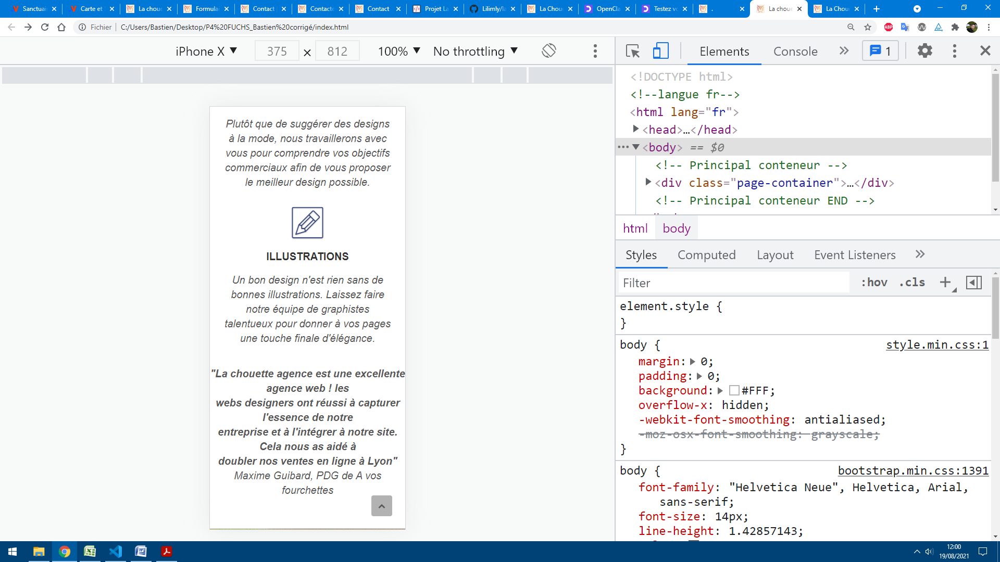 Sanctuai
Carte et S
La choue
Formula
Contact
Contacte
Contact
Projet La
Lilimly/la
La Chou
OpenCla
Testez vo
.
La choue
La Chou
Fichier
C:/Users/Bastien/Desktop/P4%20FUCHS_Bastien%20corrigé/index.html
ABP
iPhone X ▼ 375 × 812 100% ▼ No throttling ▼
Elements Console » 1
<!DOCTYPE html>
<!--langue fr-->
<html lang="fr">
<head>…</head>
<body> == $0
<!-- Principal conteneur -->
<div class="page-container">…</div>
<!-- Principal conteneur END -->
html body
Styles Computed Layout Event Listeners »
Filter :hov .cls +
element.style {
}
body { style.min.css:1
margin: 0;
padding: 0;
background: #FFF;
overflow-x: hidden;
-webkit-font-smoothing: antialiased;
-moz-osx-font-smoothing: grayscale;
}
body { bootstrap.min.css:1391
font-family: "Helvetica Neue", Helvetica, Arial,
sans-serif;
font-size: 14px;
line-height: 1.42857143;
Plutôt que de suggérer des designs
à la mode, nous travaillerons avec
vous pour comprendre vos objectifs
commerciaux afin de vous proposer
le meilleur design possible.
ILLUSTRATIONS
Un bon design n'est rien sans de
bonnes illustrations. Laissez faire
notre équipe de graphistes
talentueux pour donner à vos pages
une touche finale d'élégance.
"La chouette agence est une excellente
agence web ! les
webs designers ont réussi à capturer
l'essence de notre
entreprise et à l'intégrer à notre site.
Cela nous as aidé à
doubler nos ventes en ligne à Lyon"
Maxime Guibard, PDG de A vos
fourchettes
12:00
19/08/2021